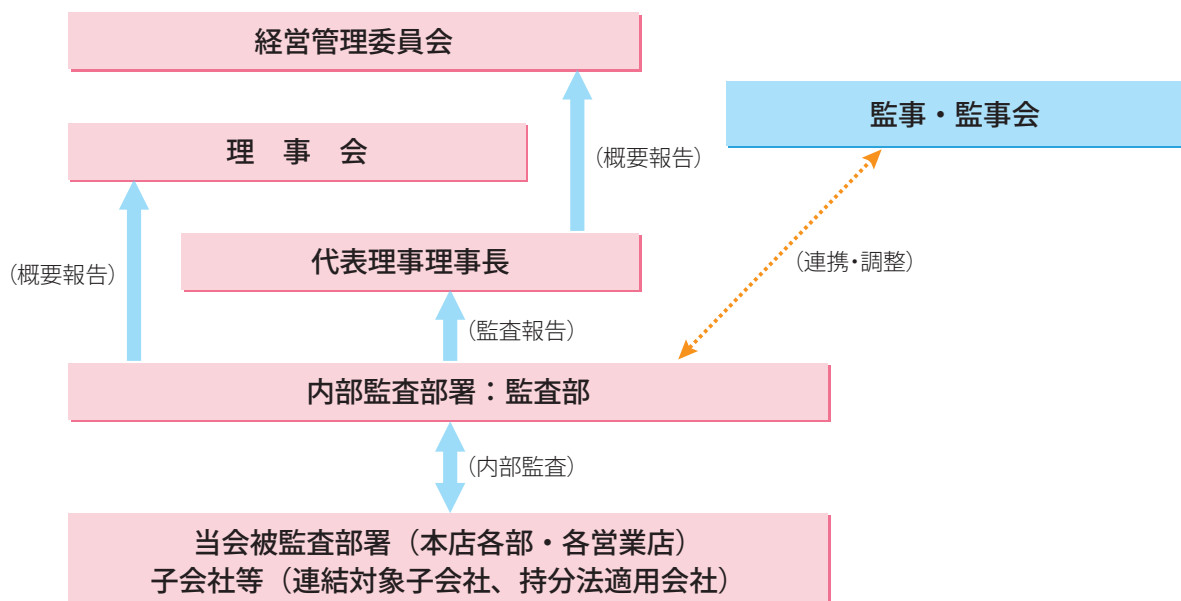 経営管理委員会
監事・監事会
理　事　会
（概要報告）
代表理事理事長
（概要報告）
（連携・調整）
（監査報告）
内部監査部署：監査部
（内部監査）
当会被監査部署（本店各部・各営業店）
子会社等（連結対象子会社、持分法適用会社）